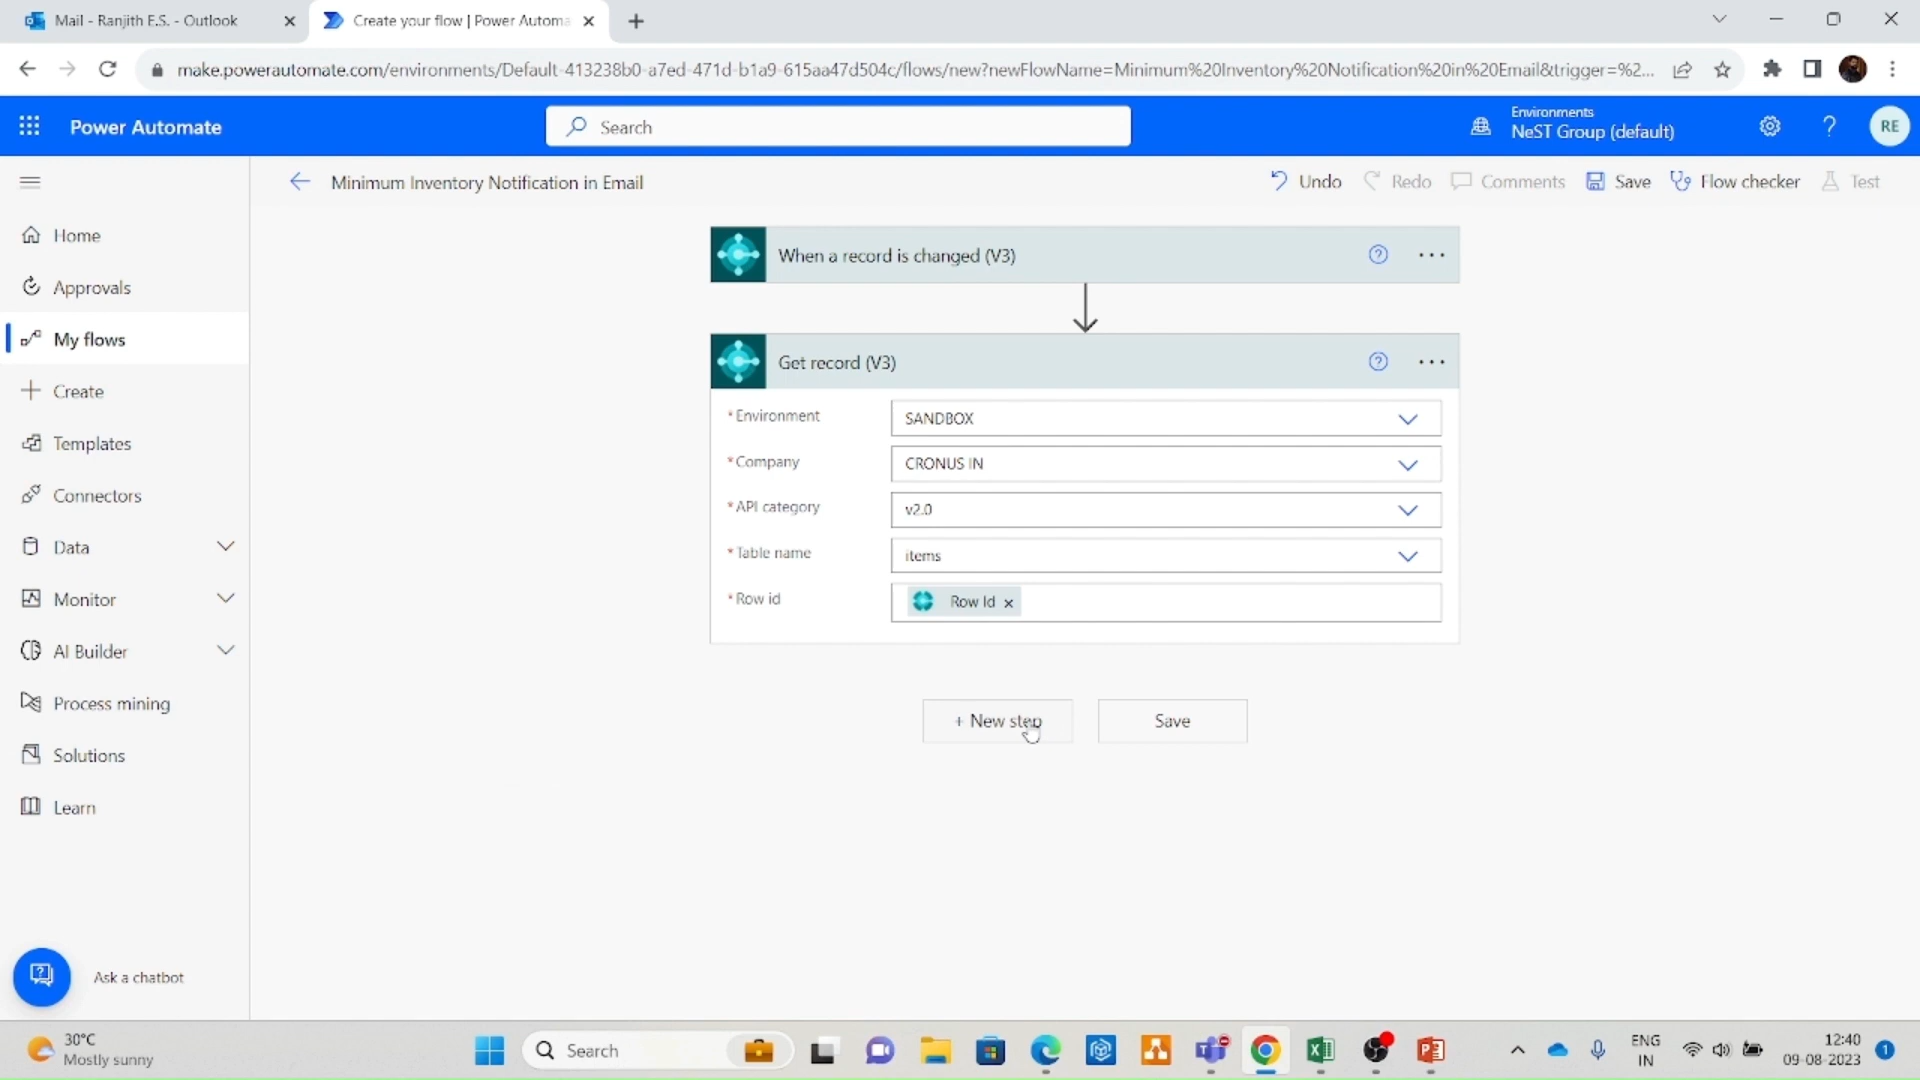 Mail - Ranjith E.S. - Outlook
Create your flow | Power Automa
make.powerautomate.com/environments/Default-413238b0-a7ed-471d-b1a9-615aa47d504c/flows/new?newFlowName=Minimum%20Inventory%20Notification%20in%20Email&trigger=%2...
Power Automate
Search
Environments
NeST Group (default)
RE
Minimum Inventory Notification in Email
Undo
Redo
Comments
Save
Flow checker
Test
Home
Approvals
My flows
Create
Templates
Connectors
Data
Monitor
AI Builder
Process mining
Solutions
Learn
Ask a chatbot
When a record is changed (V3)
Get record (V3)
*Environment
SANDBOX
*Company
CRONUS IN
*API category
v2.0
*Table name
items
*Row id
Row Id
+ New step
Save
30°C
Mostly sunny
Search
ENG
IN
12:40
09-08-2023
1